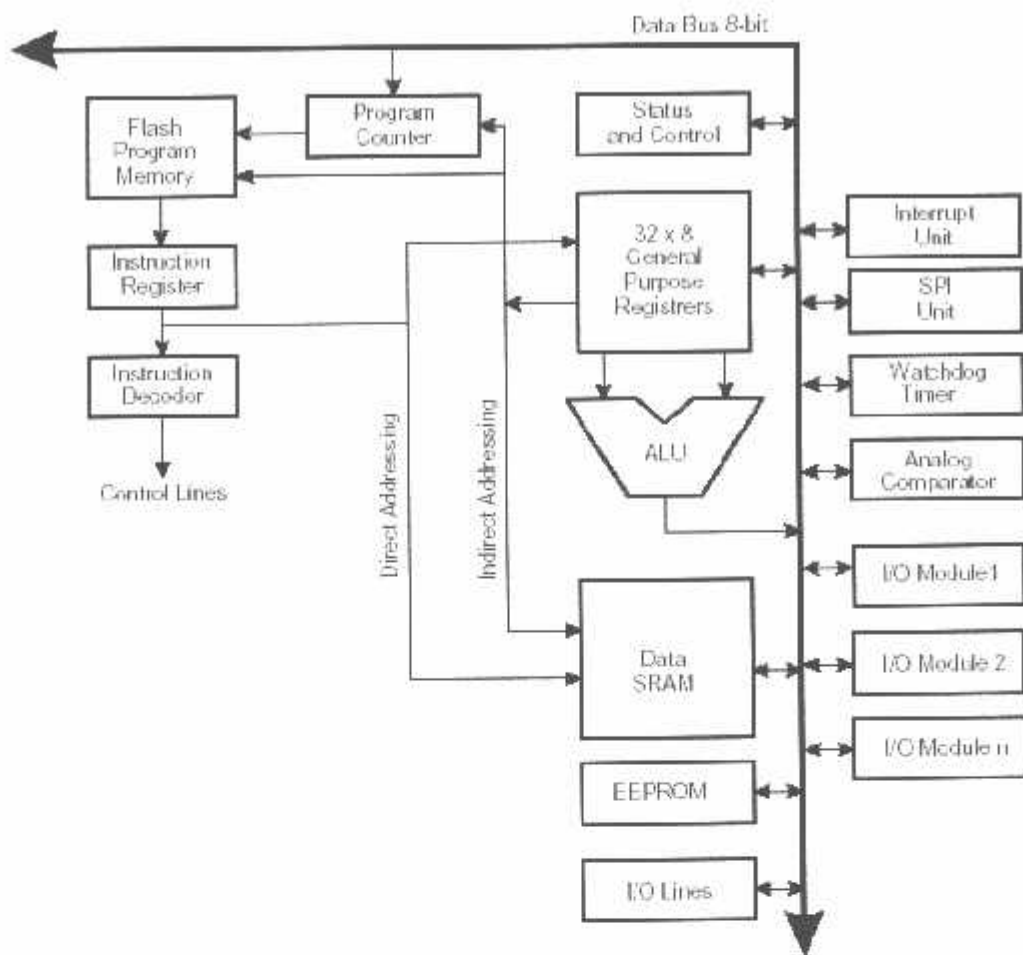 Data Bus 8-bit
Flash
Program
Memory
Program
Counter
Status
and Control
32 x 8
General
Purpose
Registrers
Interrupt
Unit
SPI
Unit
Instruction
Register
Instruction
Decoder
Watchdog
Timer
ALU
Control Lines
Direct Addressing
Indirect Addressing
Analog
Comparator
I/O Module1
Data
SRAM
I/O Module 2
I/O Module n
EEPROM
I/O Lines